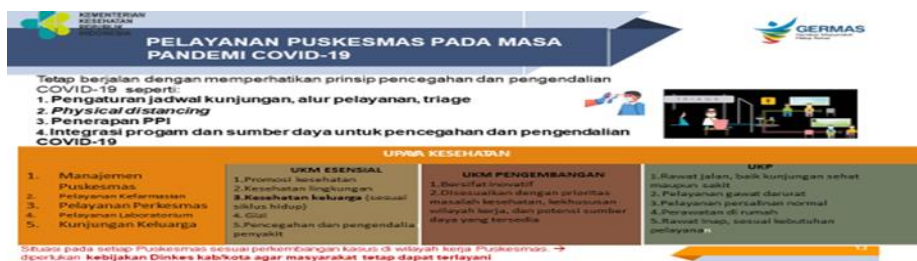 KEMENTERIAN
KESEHATAN
REPUBLIK
INDONESIA
PELAYANAN PUSKESMAS PADA MASA
PANDEMI COVID-19
GERMAS
Tetap berjalan dengan memperhatikan prinsip pencegahan dan pengendalian
COVID-19 seperti:
1. Pengaturan jadwal kunjungan, alur pelayanan, triage
2. Physical distancing
3. Penerapan PPI
4. Integrasi progam dan sumber daya untuk pencegahan dan pengendalian
COVID-19
TRIAGE
UPAYA KESEHATAN
1. Manajemen
Puskesmas
2. Pelayanan Kefarmasian
3. Pelayanan Perkesmas
4. Pelayanan Laboratorium
5. Kunjungan Keluarga
UKM ESENSIAL
1.Promosi kesehatan
2.Kesehatan lingkungan
3.Kesehatan keluarga (sesuai
siklus hidup)
4. Gizi
5.Pencegahan dan pengendalia
penyakit
UKM PENGEMBANGAN
1.Bersifat inovatif
2.Disesuaikan dengan prioritas
masalah kesehatan, kekhususan
wilayah kerja, dan potensi sumber
daya yang tersedia
UKP
1.Rawat jalan, baik kunjungan sehat
maupun sakit
2.Pelayanan gawat darurat
3.Pelayanan persalinan normal
4.Perawatan di rumah
5.Rawat inap, sesuai kebutuhan
pelayanan
Situasi pada setiap Puskesmas sesuai perkembangan kasus di wilayah kerja Puskesmas. →
diperlukan kebijakan Dinkes kab/kota agar masyarakat tetap dapat terlayani